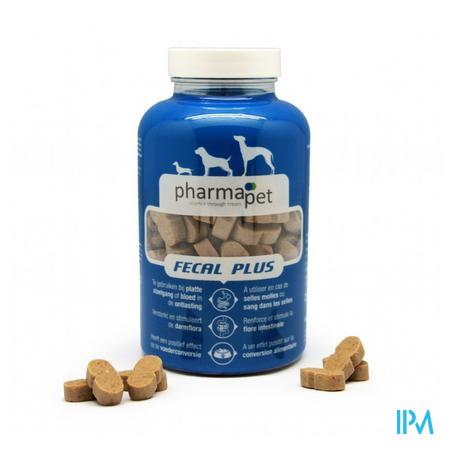 pharmapet
science through treats
FECAL PLUS
Te gebruiken bij platte
stoelgang of bloed in
de ontlasting
Versterkt en stimuleert
de darmflora
Heeft een positief effect
op de voederconversie
À utiliser en cas de
selles molles ou
sang dans les selles
Renforce et stimule la
flore intestinale
A un effet positif sur la
conversion alimentaire
IPM